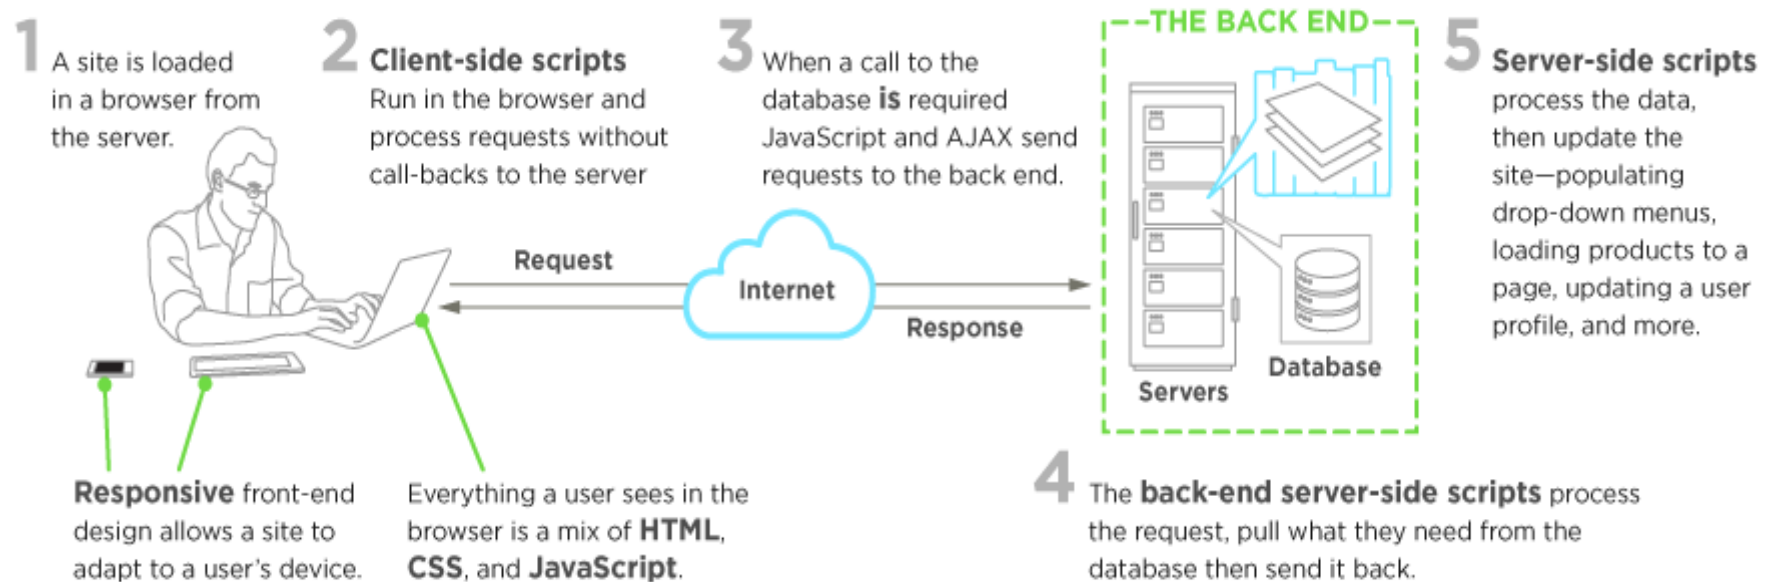 1
A site is loaded
in a browser from
the server.
2
Client-side scripts
Run in the browser and
process requests without
call-backs to the server
3
When a call to the
database is required
JavaScript and AJAX send
requests to the back end.
THE BACK END
Servers
Database
5
Server-side scripts
process the data,
then update the
site—populating
drop-down menus,
loading products to a
page, updating a user
profile, and more.
Request
Internet
Response
Responsive front-end
design allows a site to
adapt to a user's device.
Everything a user sees in the
browser is a mix of HTML,
CSS, and JavaScript.
4
The back-end server-side scripts process
the request, pull what they need from the
database then send it back.